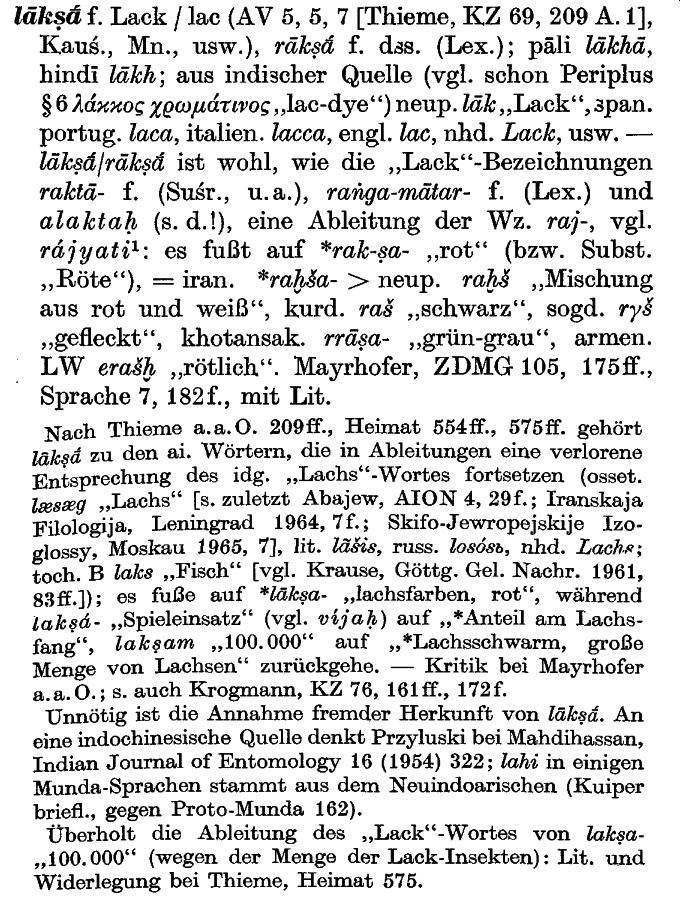 lākṣā́ f. Lack / lac (AV 5, 5, 7 [Thieme, KZ 69, 209 A. 1],
Kauś., Mn., usw.), rākṣā́ f. dss. (Lex.); pāli lākhā,
hindī lākh; aus indischer Quelle (vgl. schon Periplus
§ 6 λάκκος χρωμάτινος „lac-dye“) neup. lāk „Lack“, span.
portug. laca, italien. lacca, engl. lac, nhd. Lack, usw. —
lākṣā́/rākṣā́ ist wohl, wie die „Lack“-Bezeichnungen
raktā- f. (Suśr., u.a.), raṅga-mātar- f. (Lex.) und
alaktaḥ (s. d.!), eine Ableitung der Wz. raj-, vgl.
rájyati¹: es fußt auf *rak-ṣa- „rot“ (bzw. Subst.
„Röte“), = iran. *raḫša- > neup. raḫš „Mischung
aus rot und weiß“, kurd. raš „schwarz“, sogd. rγš
„gefleckt“, khotansak. rrāṣa- „grün-grau“, armen.
LW erašḫ „rötlich“. Mayrhofer, ZDMG 105, 175ff.,
Sprache 7, 182f., mit Lit.
Nach Thieme a.a.O. 209ff., Heimat 554ff., 575ff. gehört
lākṣā́ zu den ai. Wörtern, die in Ableitungen eine verlorene
Entsprechung des idg. „Lachs“-Wortes fortsetzen (osset.
læsæg „Lachs“ [s. zuletzt Abajew, AION 4, 29f.; Iranskaja
Filologija, Leningrad 1964, 7f.; Skifo-Jewropejskije Izo-
glossy, Moskau 1965, 7], lit. lãšis, russ. losósь, nhd. Lachs;
toch. B laks „Fisch“ [vgl. Krause, Göttg. Gel. Nachr. 1961,
83ff.]); es fuße auf *lākṣa- „lachsfarben, rot“, während
lakṣá- „Spieleinsatz“ (vgl. víjaḥ) auf „*Anteil am Lachs-
fang“, lakṣam „100.000“ auf „*Lachsschwarm, große
Menge von Lachsen“ zurückgehe. — Kritik bei Mayrhofer
a.a.O.; s. auch Krogmann, KZ 76, 161ff., 172f.
Unnötig ist die Annahme fremder Herkunft von lākṣā́. An
eine indochinesische Quelle denkt Przyluski bei Mahdihassan,
Indian Journal of Entomology 16 (1954) 322; lahi in einigen
Munda-Sprachen stammt aus dem Neuindoarischen (Kuiper
briefl., gegen Proto-Munda 162).
Überholt die Ableitung des „Lack“-Wortes von lakṣa-
„100.000“ (wegen der Menge der Lack-Insekten): Lit. und
Widerlegung bei Thieme, Heimat 575.